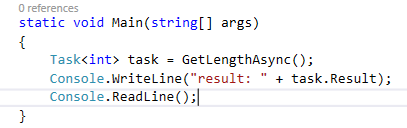 0 references
static void Main(string[] args)
{
Task<int> task = GetLengthAsync();
Console.WriteLine("result: " + task.Result);
Console.ReadLine();
}